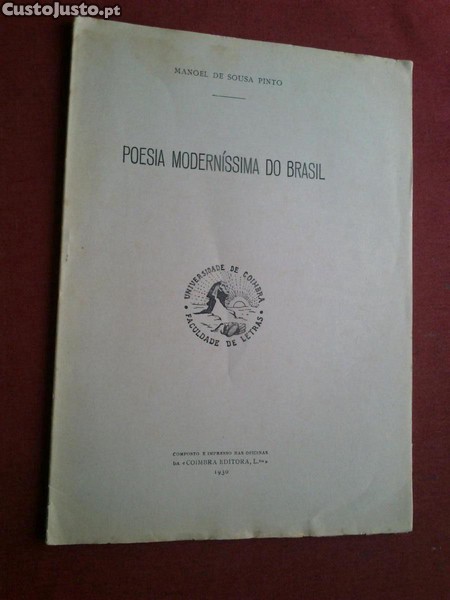 CustoJusto.pt
MANOEL DE SOUSA PINTO
POESIA MODERNÍSSIMA DO BRASIL
UNIVERSIDADE DE COIMBRA
FACULDADE DE LETRAS
COMPOSTO E IMPRESSO NAS OFICINAS
DA «COIMBRA EDITORA, L.DA»
1930